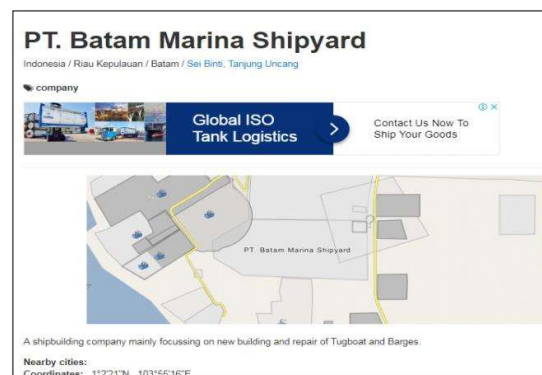 PT. Batam Marina Shipyard
Indonesia / Riau Kepulauan / Batam / Sei Binti, Tanjung Uncang
company
Global ISO
Tank Logistics
Contact Us Now To
Ship Your Goods
PT. Batam Marina Shipyard
A shipbuilding company mainly focussing on new building and repair of Tugboat and Barges.
Nearby cities:
Coordinates: 1°2'21"N 103°55'16"E